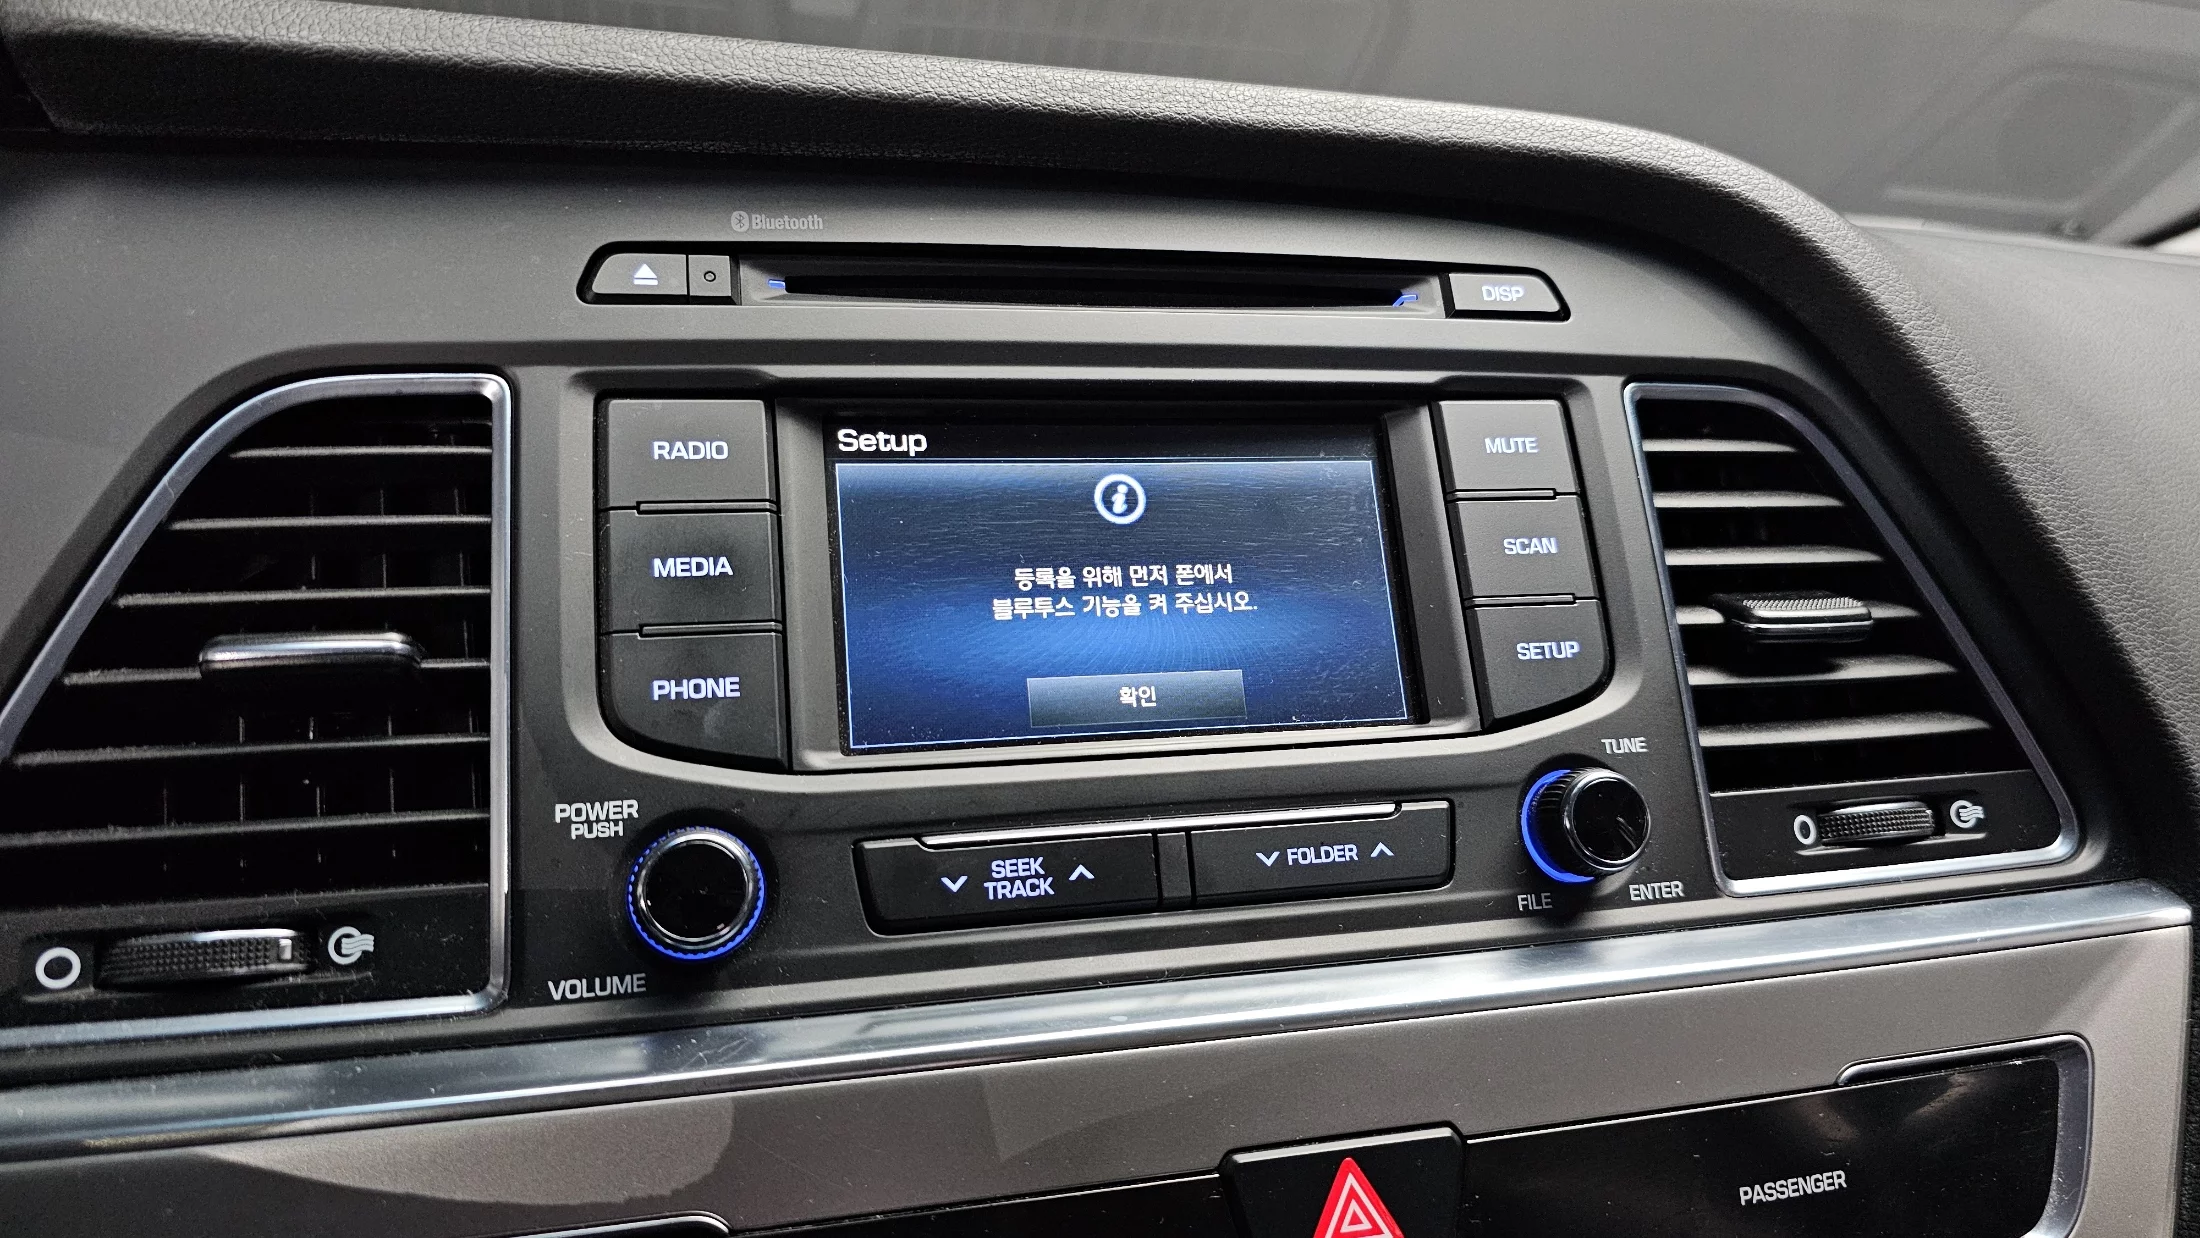 Bluetooth
DISP
RADIO
MEDIA
PHONE
Setup
등록을 위해 먼저 폰에서
블루투스 기능을 켜 주십시오.
확인
MUTE
SCAN
SETUP
POWER
PUSH
VOLUME
SEEK
TRACK
FOLDER
TUNE
FILE
ENTER
PASSENGER